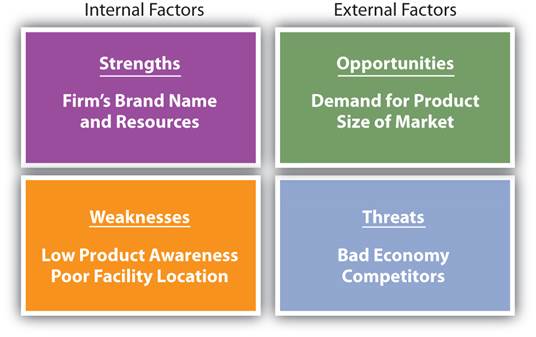 Internal Factors
External Factors
Strengths
Firm's Brand Name
and Resources
Opportunities
Demand for Product
Size of Market
Weaknesses
Low Product Awareness
Poor Facility Location
Threats
Bad Economy
Competitors